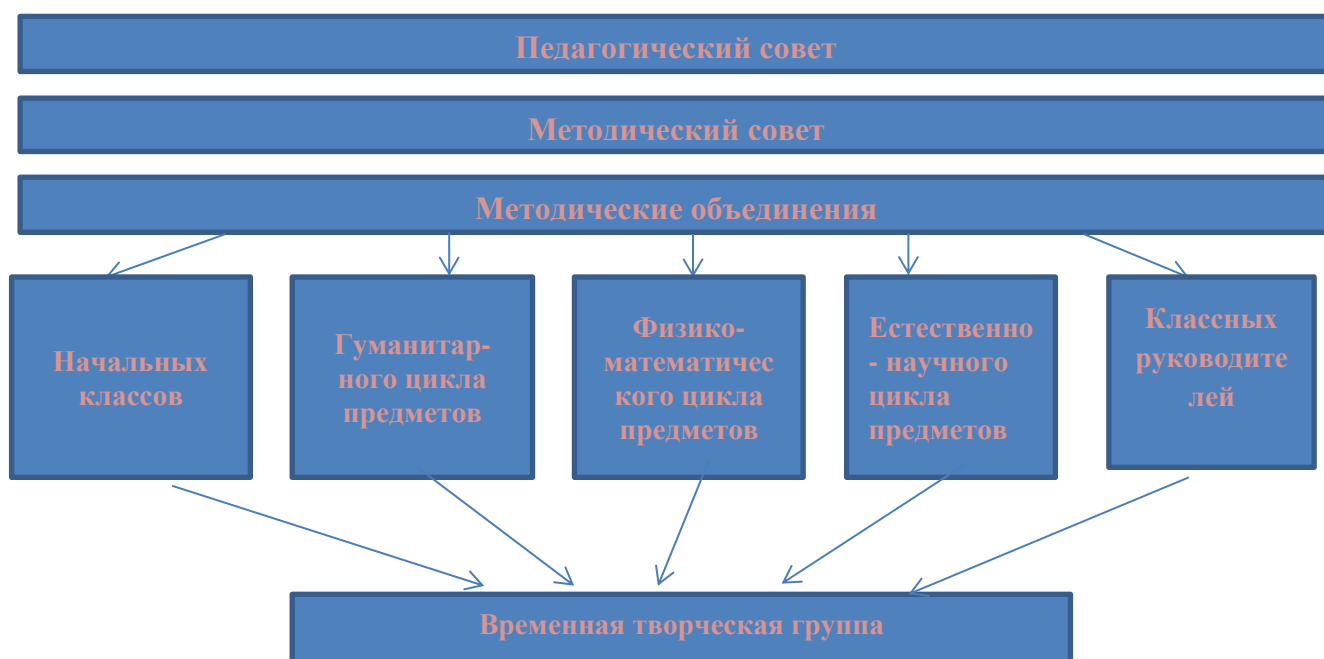 Педагогический совет
Методический совет
Методические объединения
Начальных
классов
Гуманитар-
ного цикла
предметов
Физико-
математичес
кого цикла
предметов
Естественно
- научного
цикла
предметов
Классных
руководите
лей
Временная творческая группа